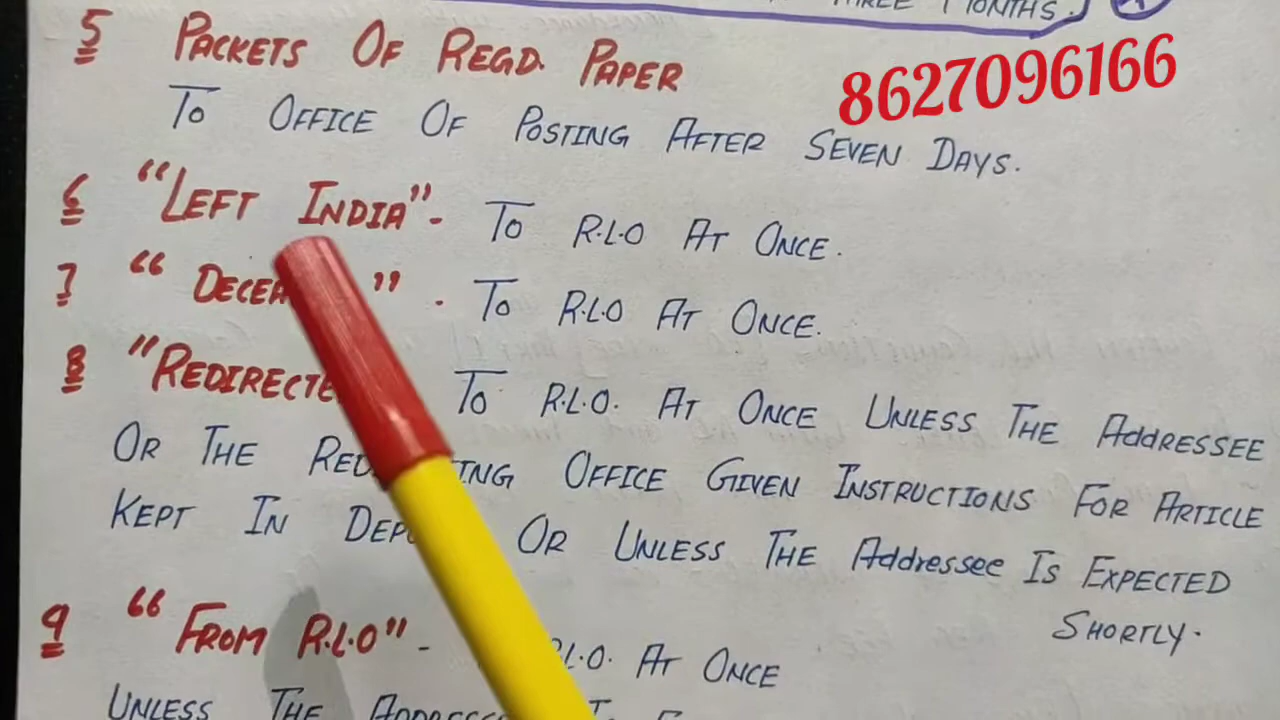 THREE MONTHS.
5 PACKETS OF REGD. PAPER
8627096166
TO OFFICE OF POSTING AFTER SEVEN DAYS.
6 "LEFT INDIA"- TO R.L.O AT ONCE.
7 " " . TO R.L.O AT ONCE.
8 " TO R.L.O. AT ONCE UNLESS THE ADDRESSEE
OR THE OFFICE GIVEN INSTRUCTIONS FOR ARTICLE
KEPT IN OR UNLESS THE Addressee IS EXPECTED
SHORTLY.
9 "FROM R.L.O" - AT ONCE
UNLESS THE